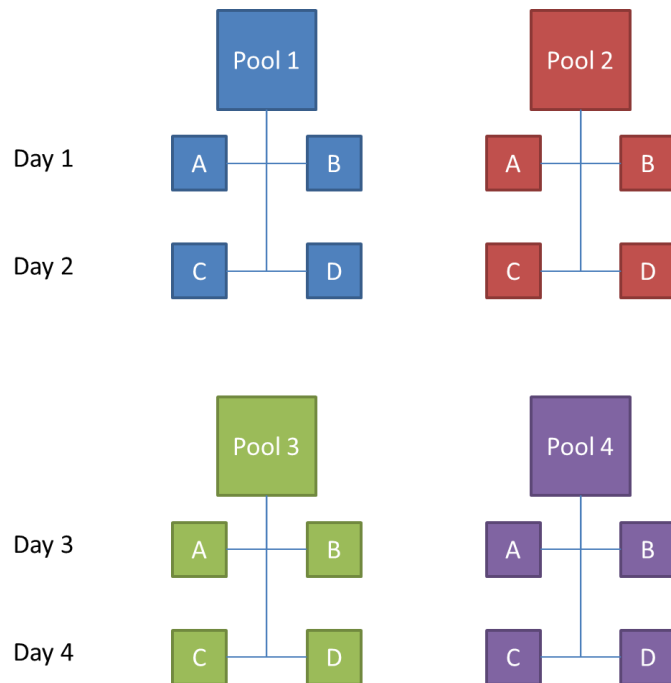 Pool 1 Pool 2
Day 1 A B A B
Day 2 C D C D
Pool 3 Pool 4
Day 3 A B A B
Day 4 C D C D